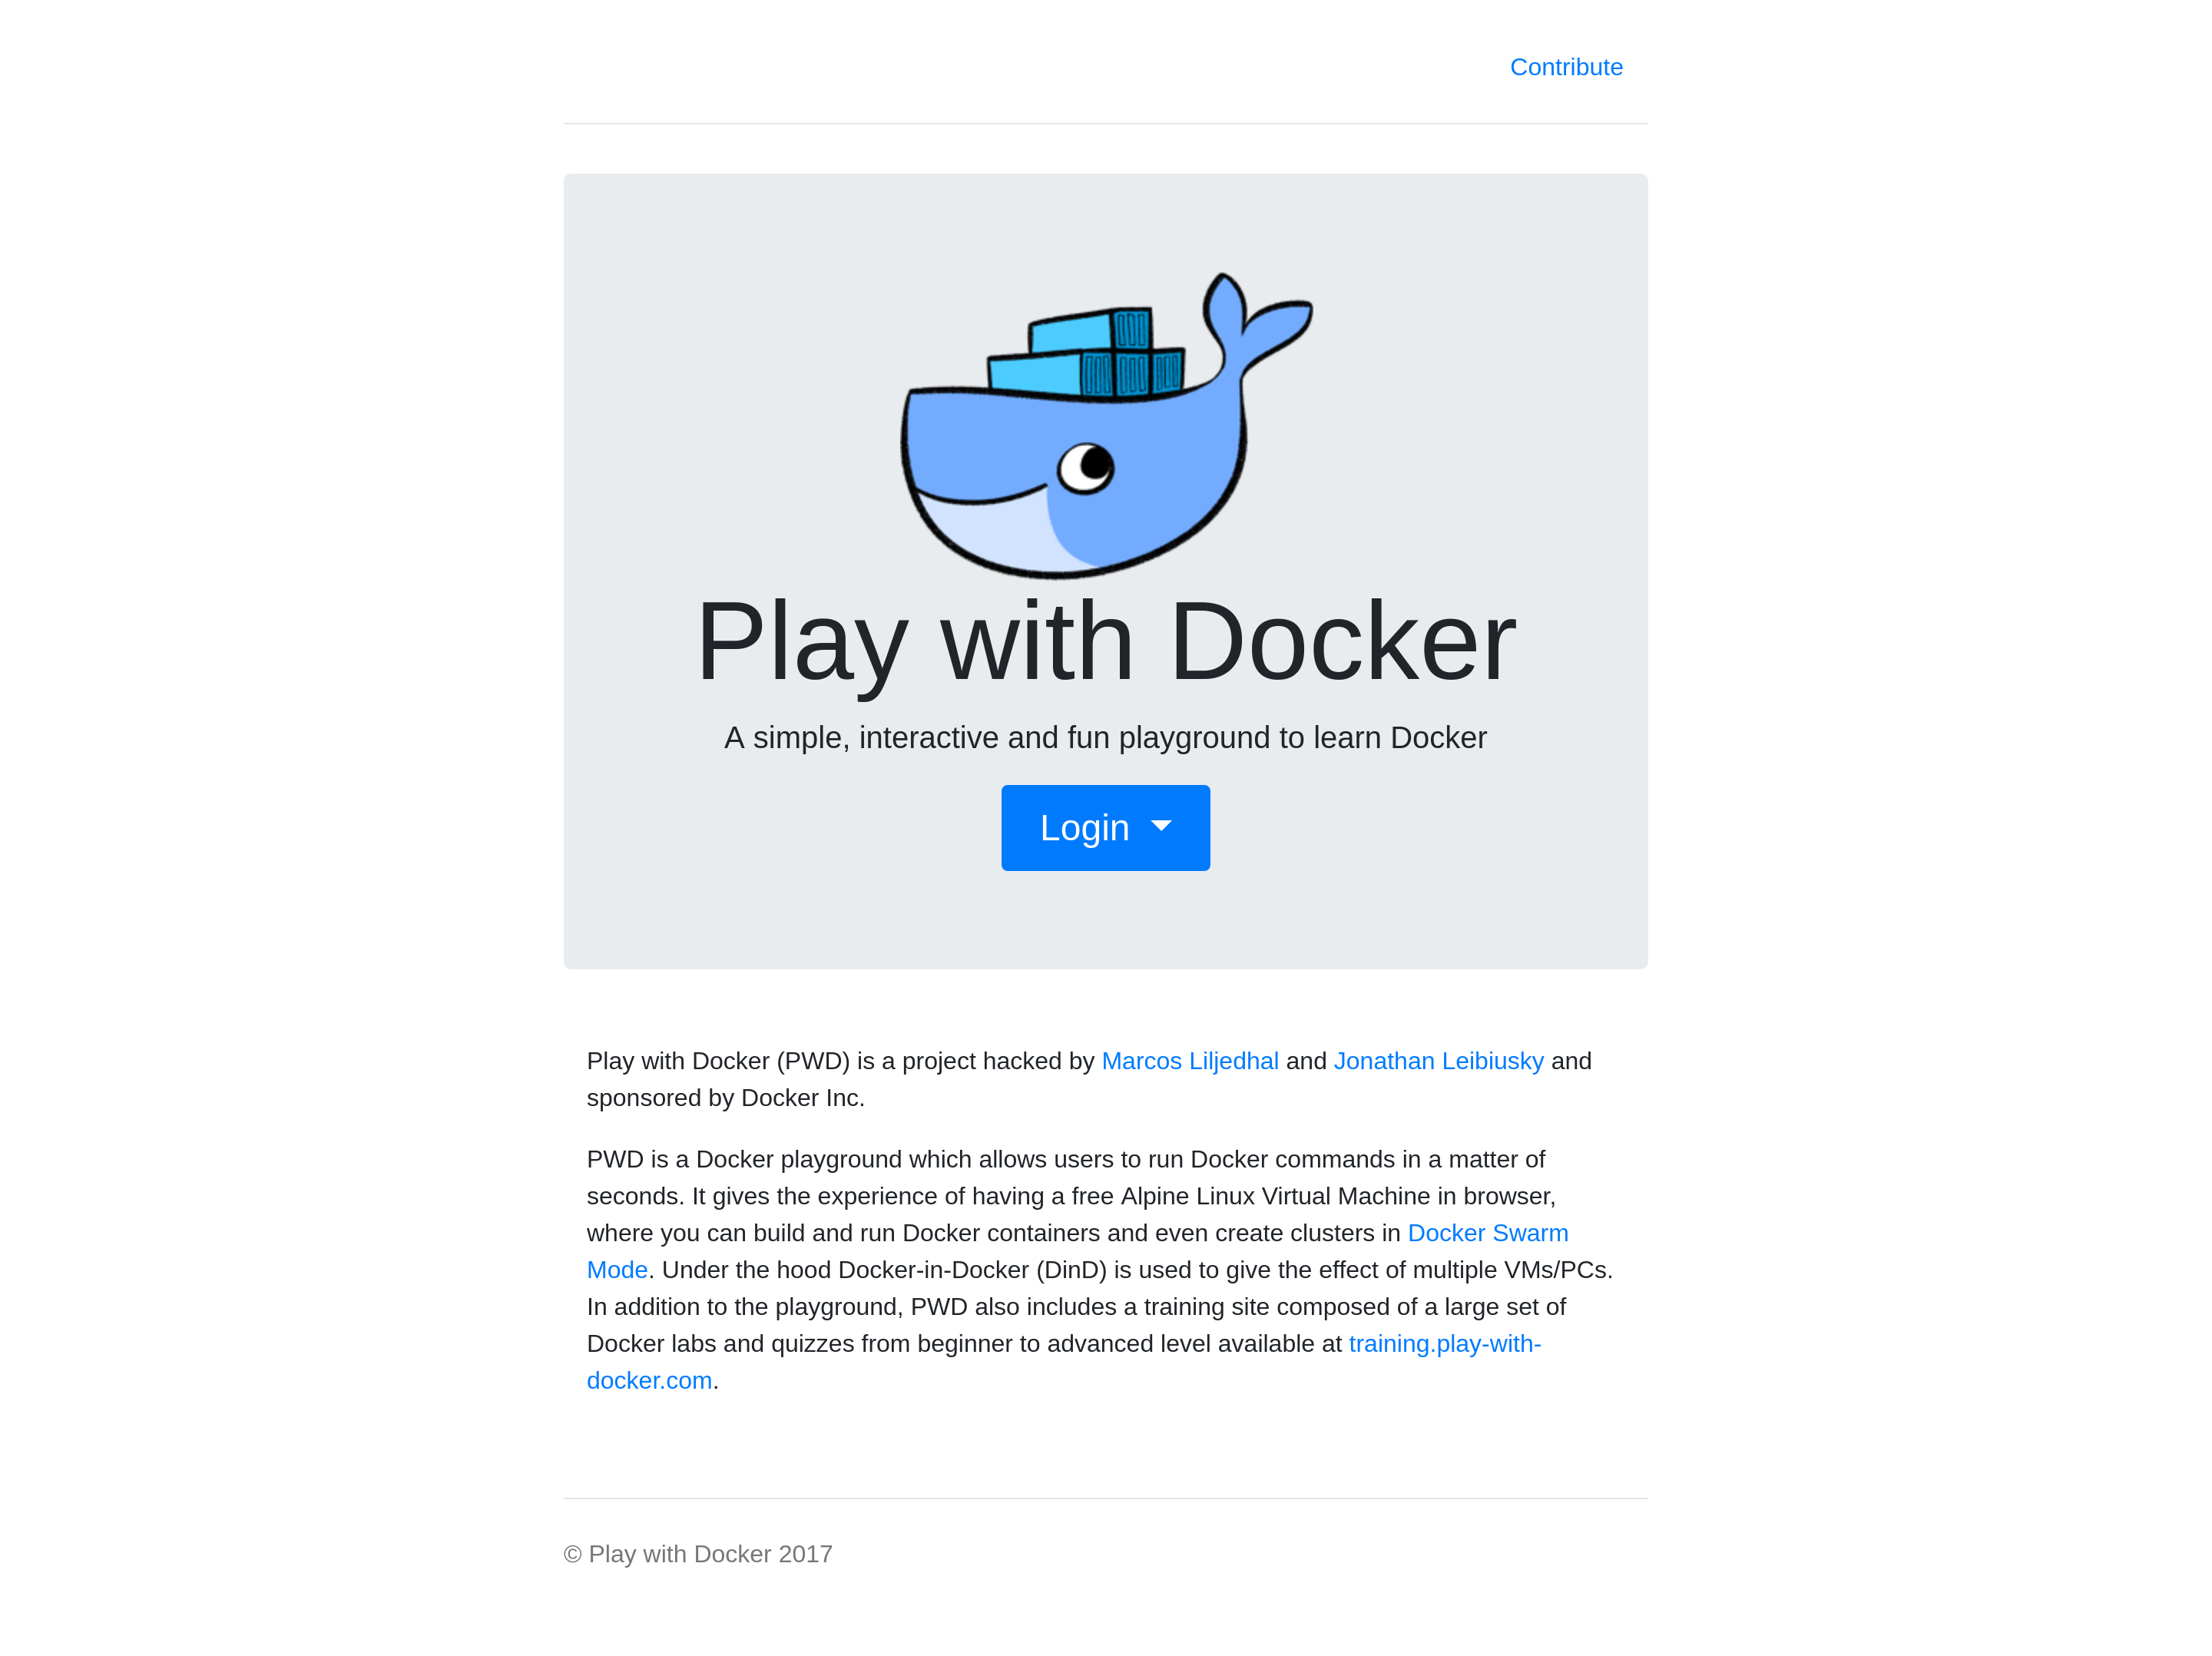 Contribute
Play with Docker
A simple, interactive and fun playground to learn Docker
Login
Play with Docker (PWD) is a project hacked by Marcos Liljedhal and Jonathan Leibiusky and
sponsored by Docker Inc.
PWD is a Docker playground which allows users to run Docker commands in a matter of
seconds. It gives the experience of having a free Alpine Linux Virtual Machine in browser,
where you can build and run Docker containers and even create clusters in Docker Swarm
Mode. Under the hood Docker-in-Docker (DinD) is used to give the effect of multiple VMs/PCs.
In addition to the playground, PWD also includes a training site composed of a large set of
Docker labs and quizzes from beginner to advanced level available at training.play-with-
docker.com.
© Play with Docker 2017